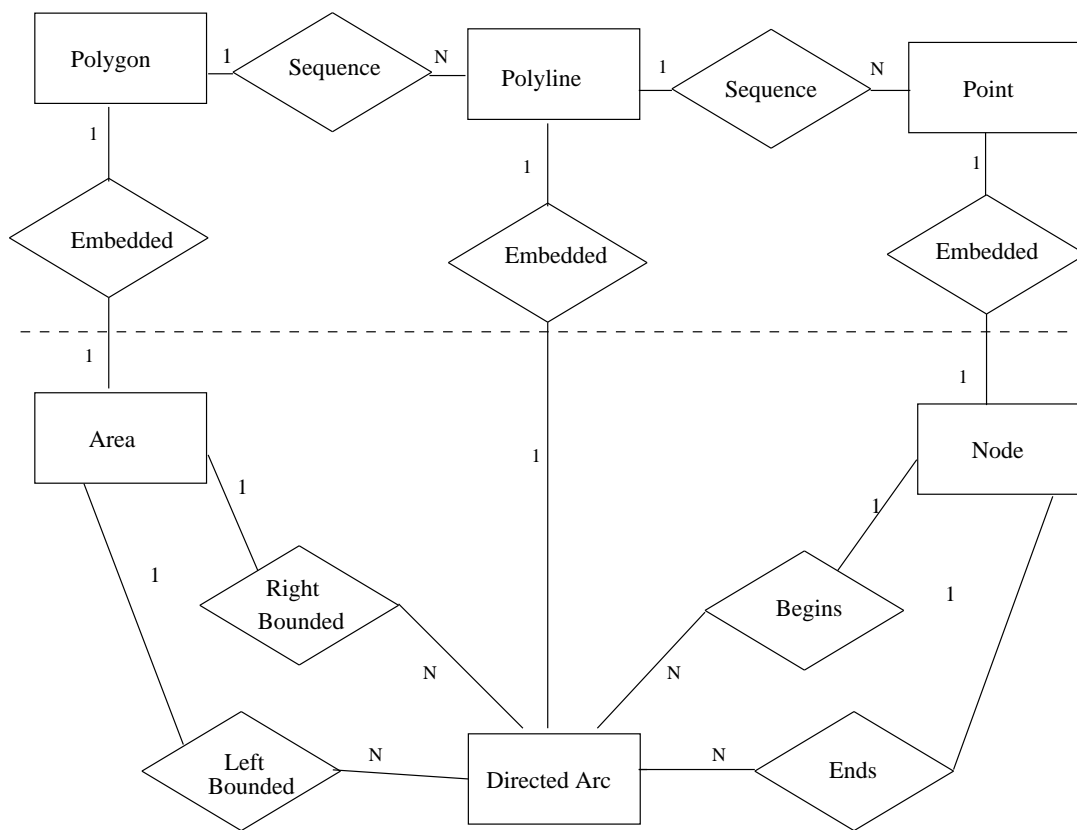 Polygon
1
Sequence
N
Polyline
1
Sequence
N
Point
1
1
1
Embedded
Embedded
Embedded
1
1
1
Area
Node
1
1
1
1
1
Right
Bounded
Begins
N
N
Left
Bounded
N
Directed Arc
N
Ends